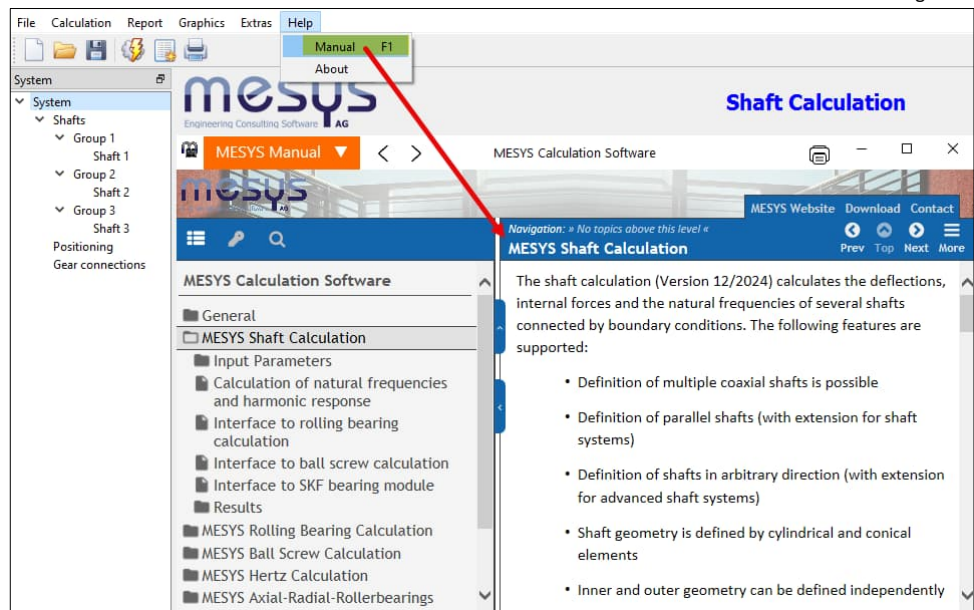 File Calculation Report Graphics Extras Help
Manual F1
About
System
System
Shafts
Group 1
Shaft 1
Group 2
Shaft 2
Group 3
Shaft 3
Positioning
Gear connections
mesys
Engineering Consulting Software AG
Shaft Calculation
MESYS Manual
MESYS Calculation Software
mesys
AG
MESYS Website Download Contact
Navigation: » No topics above this level «
MESYS Shaft Calculation
Prev Top Next More
MESYS Calculation Software
General
MESYS Shaft Calculation
Input Parameters
Calculation of natural frequencies
and harmonic response
Interface to rolling bearing
calculation
Interface to ball screw calculation
Interface to SKF bearing module
Results
MESYS Rolling Bearing Calculation
MESYS Ball Screw Calculation
MESYS Hertz Calculation
MESYS Axial-Radial-Rollerbearings
The shaft calculation (Version 12/2024) calculates the deflections,
internal forces and the natural frequencies of several shafts
connected by boundary conditions. The following features are
supported:
• Definition of multiple coaxial shafts is possible
• Definition of parallel shafts (with extension for shaft
systems)
• Definition of shafts in arbitrary direction (with extension
for advanced shaft systems)
• Shaft geometry is defined by cylindrical and conical
elements
• Inner and outer geometry can be defined independently